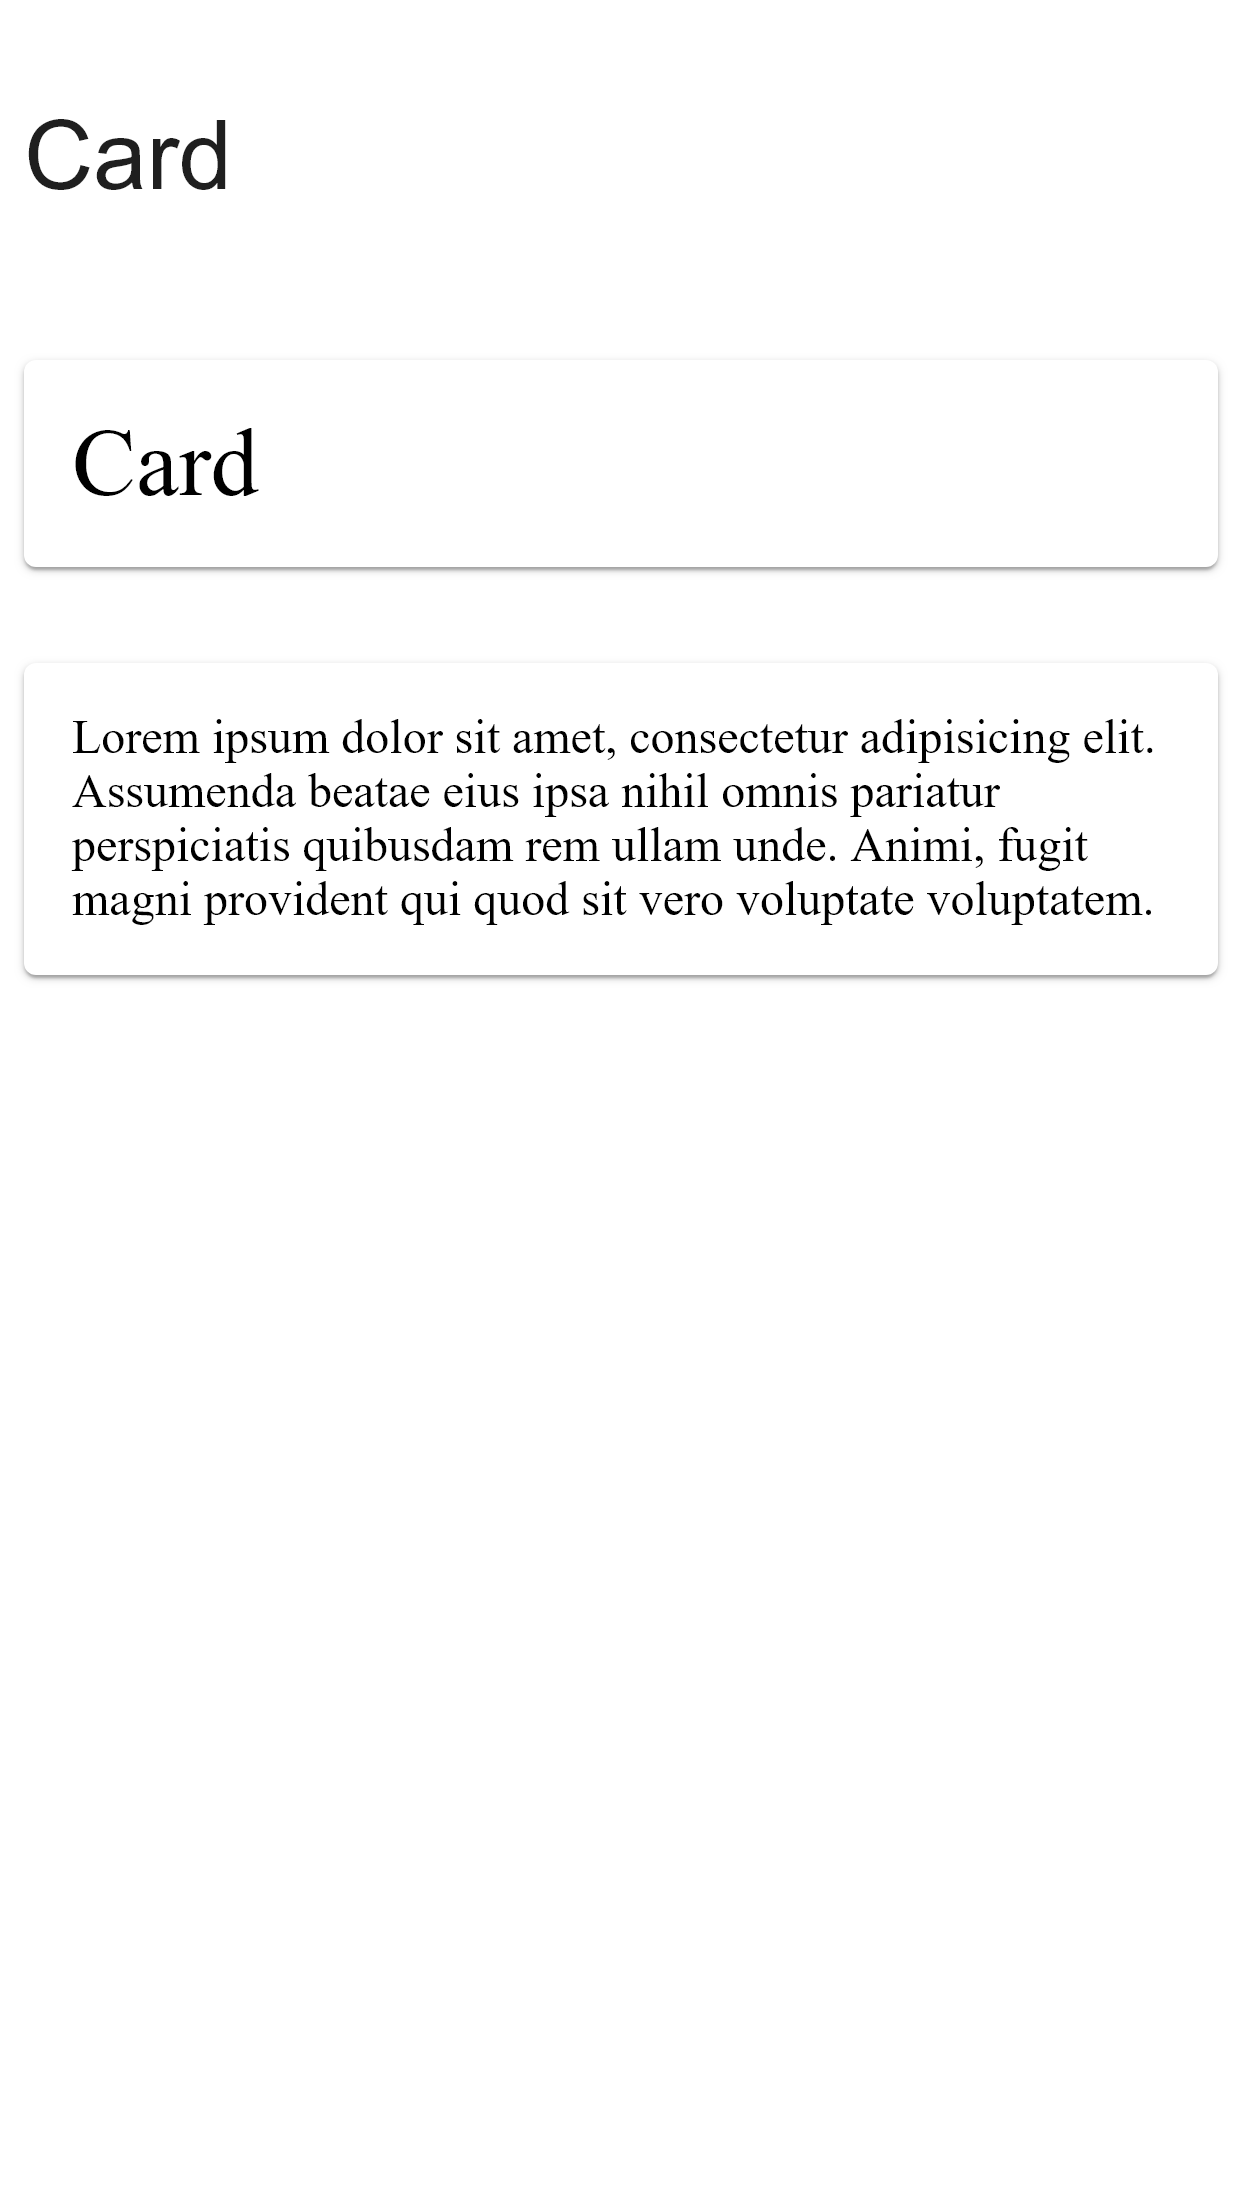 Card
Card
Lorem ipsum dolor sit amet, consectetur adipisicing elit.
Assumenda beatae eius ipsa nihil omnis pariatur
perspiciatis quibusdam rem ullam unde. Animi, fugit
magni provident qui quod sit vero voluptate voluptatem.